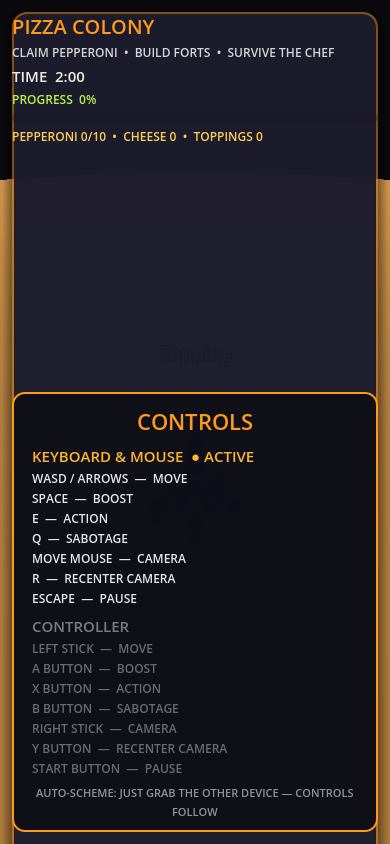 PIZZA COLONY
CLAIM PEPPERONI • BUILD FORTS • SURVIVE THE CHEF
TIME 2:00
PROGRESS 0%
PEPPERONI 0/10 • CHEESE 0 • TOPPINGS 0
CONTROLS
KEYBOARD & MOUSE ● ACTIVE
WASD / ARROWS — MOVE
SPACE — BOOST
E — ACTION
Q — SABOTAGE
MOVE MOUSE — CAMERA
R — RECENTER CAMERA
ESCAPE — PAUSE
CONTROLLER
LEFT STICK — MOVE
A BUTTON — BOOST
X BUTTON — ACTION
B BUTTON — SABOTAGE
RIGHT STICK — CAMERA
Y BUTTON — RECENTER CAMERA
START BUTTON — PAUSE
AUTO-SCHEME: JUST GRAB THE OTHER DEVICE — CONTROLS
FOLLOW